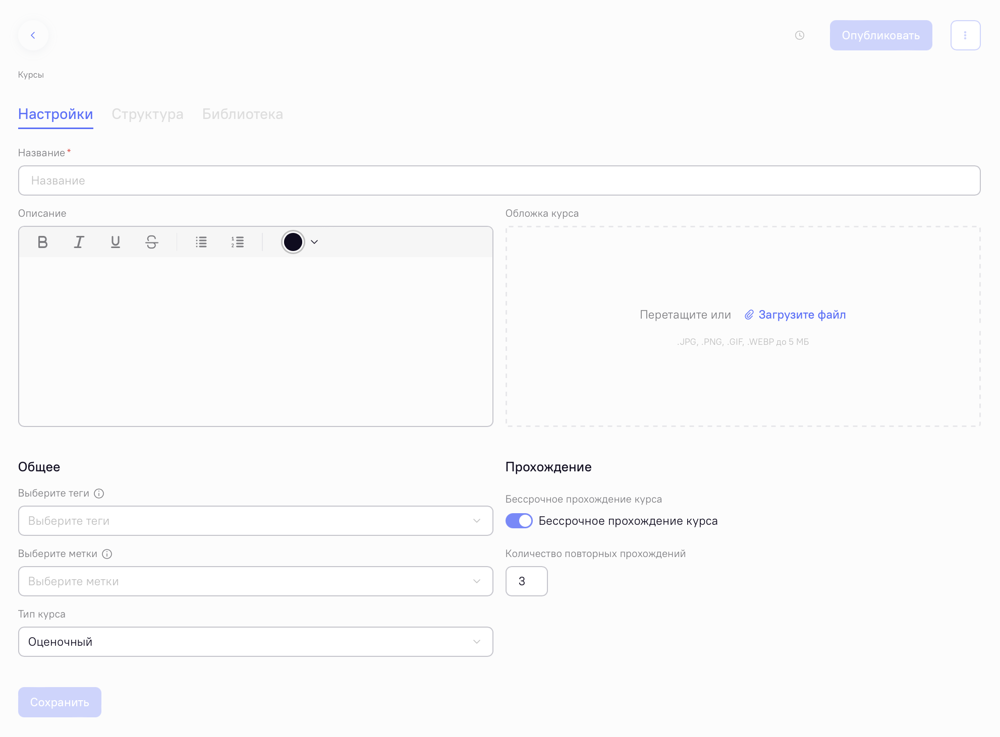 Опубликовать
Курсы
Настройки Структура Библиотека
Название*
Название
Описание
Обложка курса
Перетащите или Загрузите файл
.JPG, .PNG, .GIF, .WEBP до 5 МБ
Общее
Выберите теги
Выберите теги
Выберите метки
Выберите метки
Тип курса
Оценочный
Прохождение
Бессрочное прохождение курса
Бессрочное прохождение курса
Количество повторных прохождений
3
Сохранить